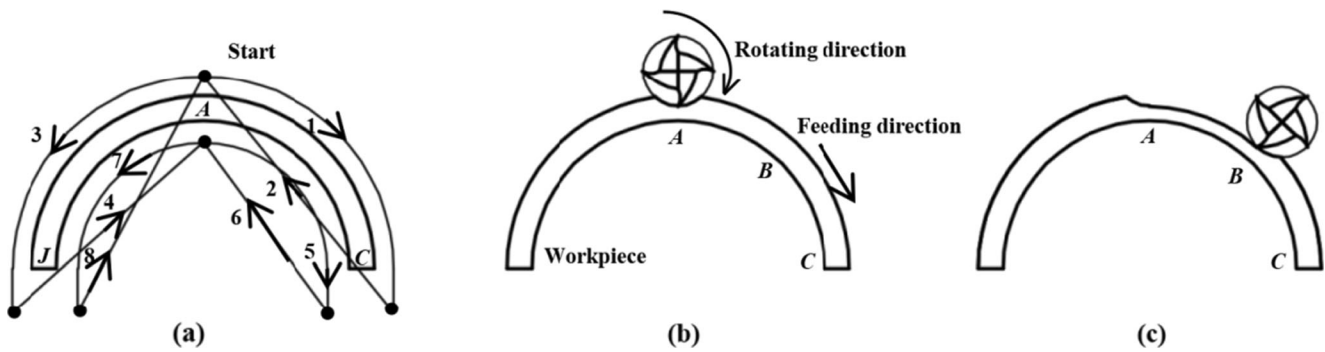 Start
A
3
1
7
4
2
6
8
5
J
C
(a)
Rotating direction
Feeding direction
A
B
Workpiece
C
(b)
A
B
C
(c)